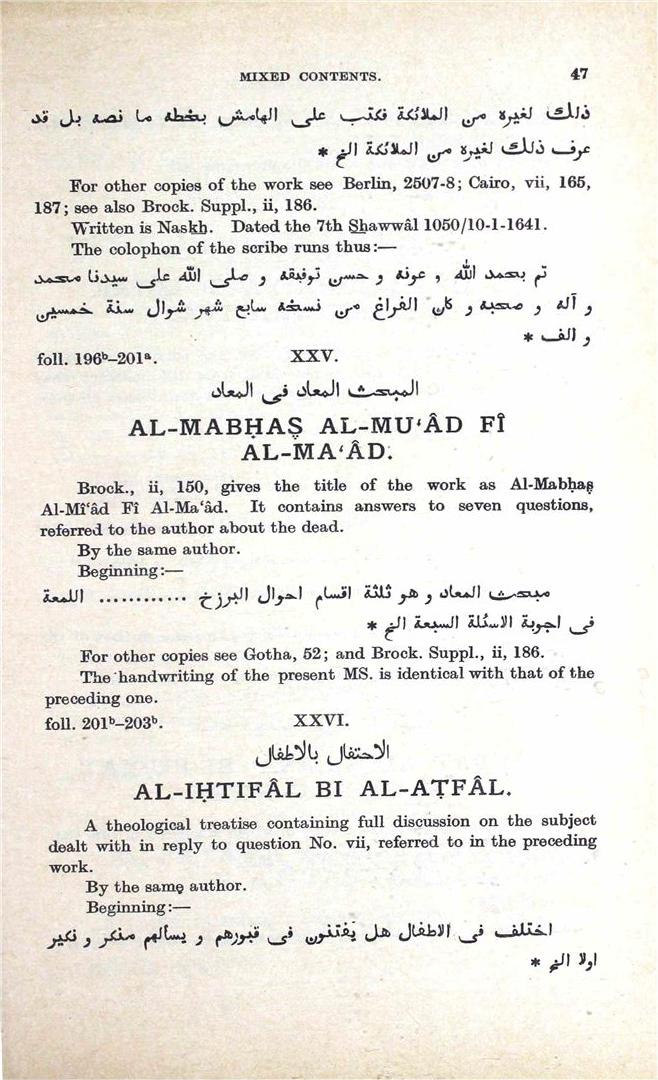 MIXED CONTENTS. 47
ذلك لغيره من الملائكة فكتب على الهامش بخطه ما نصه بل قد
عرف ذلك لغيره من الملائكة الخ *
For other copies of the work see Berlin, 2507-8; Cairo, vii, 165,
187; see also Brock. Suppl., ii, 186.
Written is Naskh. Dated the 7th Shawwâl 1050/10-1-1641.
The colophon of the scribe runs thus:—
تم بحمد الله و عونه و حسن توفيقه و صلى الله على سيدنا محمد
و آله و صحبه و كان الفراغ من نسخه سابع شهر شوال سنة خمسين
و الف *
foll. 196ᵇ–201ᵃ. XXV.
المبحث المعاد فى المعاد
AL-MABḤAṢ AL-MU‘ÂD FÎ
AL-MA‘ÂD.
Brock., ii, 150, gives the title of the work as Al-Mabḥaṣ
Al-Mî‘âd Fî Al-Ma‘âd. It contains answers to seven questions,
referred to the author about the dead.
By the same author.
Beginning:—
مبحث المعاد و هو ثلثة اقسام احوال البرزخ ............ اللمعة
فى اجوبة الاسئلة السبعة الخ *
For other copies see Gotha, 52; and Brock. Suppl., ii, 186.
The handwriting of the present MS. is identical with that of the
preceding one.
foll. 201ᵇ–203ᵇ. XXVI.
الاحتفال بالاطفال
AL-IḤTIFÂL BI AL-AṬFÂL.
A theological treatise containing full discussion on the subject
dealt with in reply to question No. vii, referred to in the preceding
work.
By the same author.
Beginning:—
اختلف فى الاطفال هل يفتنون فى قبورهم و يسألهم منكر و نكير
اولا الخ *